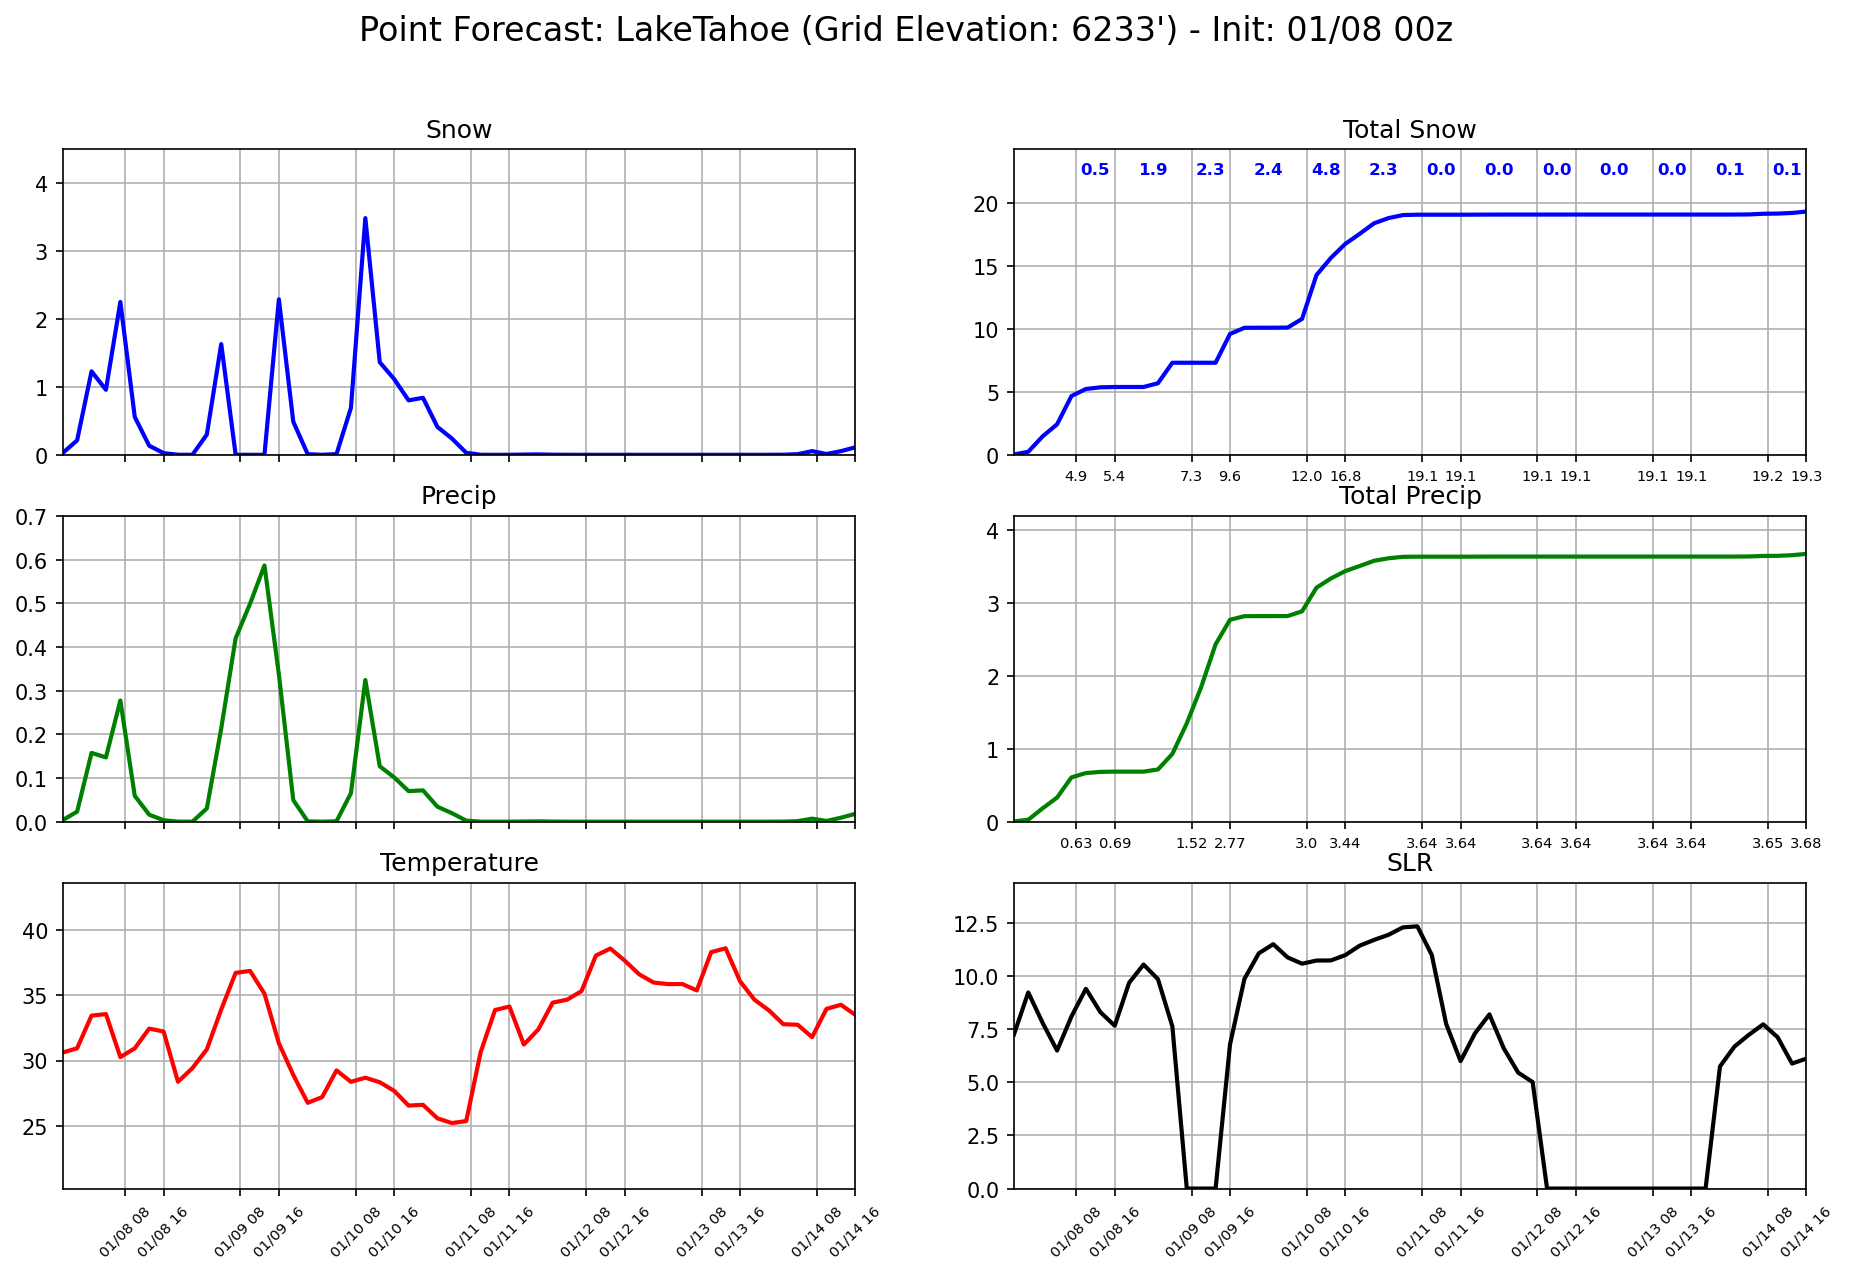 Point Forecast: LakeTahoe (Grid Elevation: 6233') - Init: 01/08 00z
Snow
4
3
2
1
0
Total Snow
0.5 1.9 2.3 2.4 4.8 2.3 0.0 0.0 0.0 0.0 0.0 0.1 0.1
20
15
10
5
0
4.9 5.4 7.3 9.6 12.0 16.8 19.1 19.1 19.1 19.1 19.1 19.1 19.2 19.3
Precip
0.7
0.6
0.5
0.4
0.3
0.2
0.1
0.0
Total Precip
4
3
2
1
0
0.63 0.69 1.52 2.77 3.0 3.44 3.64 3.64 3.64 3.64 3.64 3.64 3.65 3.68
Temperature
40
35
30
25
01/08 08 01/08 16 01/09 08 01/09 16 01/10 08 01/10 16 01/11 08 01/11 16 01/12 08 01/12 16 01/13 08 01/13 16 01/14 08 01/14 16
SLR
12.5
10.0
7.5
5.0
2.5
0.0
01/08 08 01/08 16 01/09 08 01/09 16 01/10 08 01/10 16 01/11 08 01/11 16 01/12 08 01/12 16 01/13 08 01/13 16 01/14 08 01/14 16